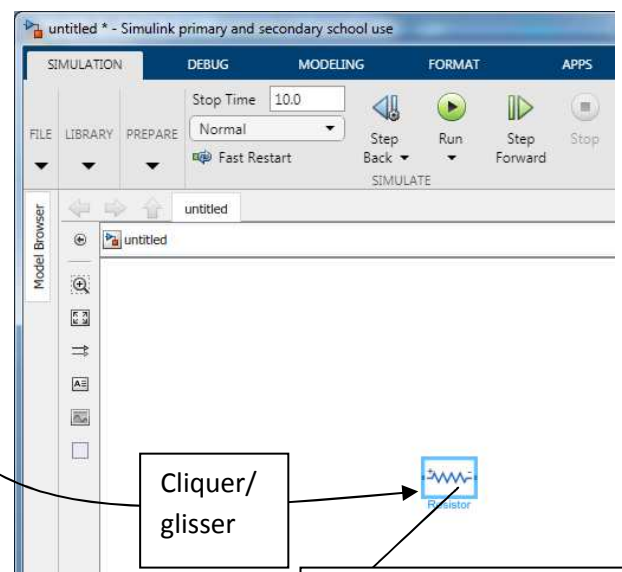 untitled * - Simulink primary and secondary school use
SIMULATION DEBUG MODELING FORMAT APPS
FILE
LIBRARY
PREPARE
Stop Time 10.0
Normal
Fast Restart
Step
Back
Run
Step
Forward
Stop
SIMULATE
Model Browser
untitled
untitled
A
Cliquer/
glisser
+ -
Resistor